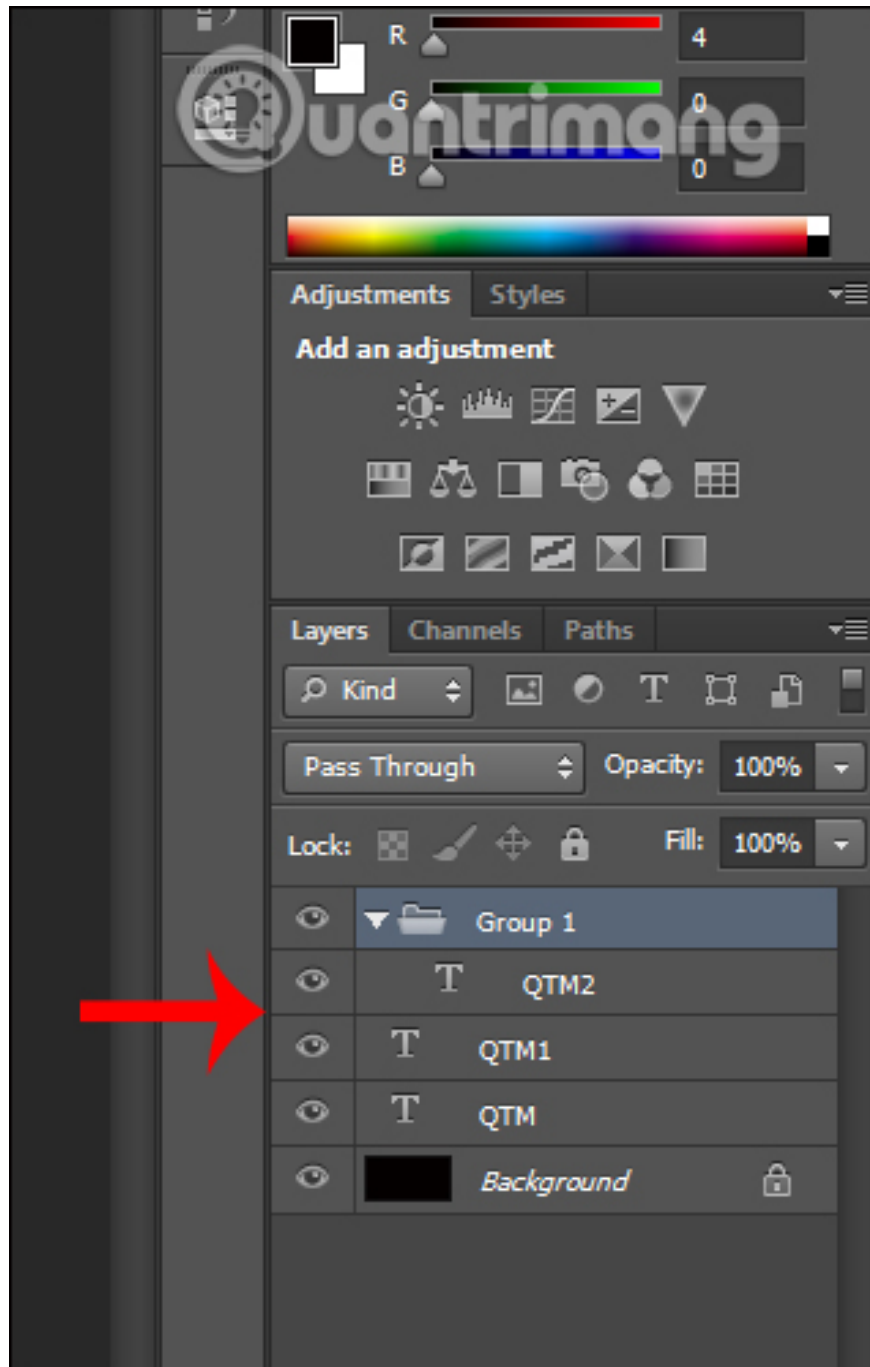 R 4
Quantrimang
G 0
B 0
Adjustments Styles
Add an adjustment
Layers Channels Paths
Kind T
Pass Through Opacity: 100%
Lock: Fill: 100%
Group 1
T QTM2
T QTM1
T QTM
Background